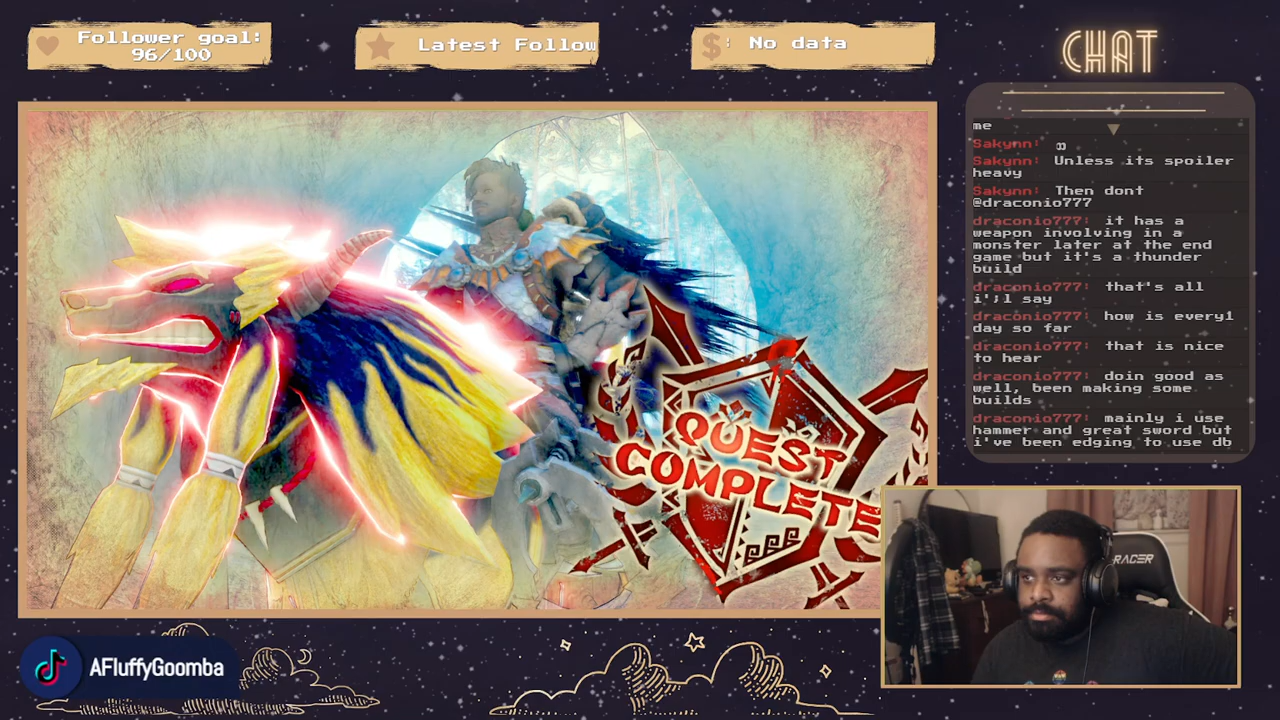 Follower goal:
96/100
Latest Follow
$: No data
CHAT
me
Sakynn:
Sakynn: Unless its spoiler
heavy
Sakynn: Then dont
@draconio777
draconio777: it has a
weapon involving in a
monster later at the end
game but it's a thunder
build
draconio777: that's all
i';l say
draconio777: how is every1
day so far
draconio777: that is nice
to hear
draconio777: doin good as
well, been making some
builds
draconio777: mainly i use
hammer and great sword but
i've been edging to use db
QUEST
COMPLETE
RACER
AFluffyGoomba